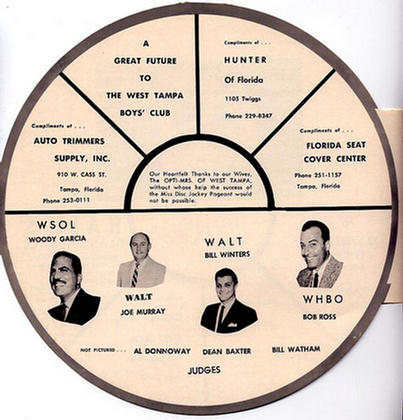 A
GREAT FUTURE
TO
THE WEST TAMPA
BOYS' CLUB
Compliments of . . .
HUNTER
Of Florida
1105 Twiggs
Phone 229-8347
Compliments of . . .
AUTO TRIMMERS
SUPPLY, INC.
910 W. CASS ST.
Tampa, Florida
Phone 253-0111
Our Heartfelt Thanks to our Wives,
The OPTI-MRS. OF WEST TAMPA,
without whose help the success of
the Miss Disc Jockey Pageant would
not be possible.
Compliments of . . .
FLORIDA SEAT
COVER CENTER
Phone 251-1157
Tampa, Florida
WSOL
WOODY GARCIA
WALT
JOE MURRAY
WALT
BILL WINTERS
WHBO
BOB ROSS
NOT PICTURED . . . AL DONNOWAY DEAN BAXTER BILL WATHAM
JUDGES